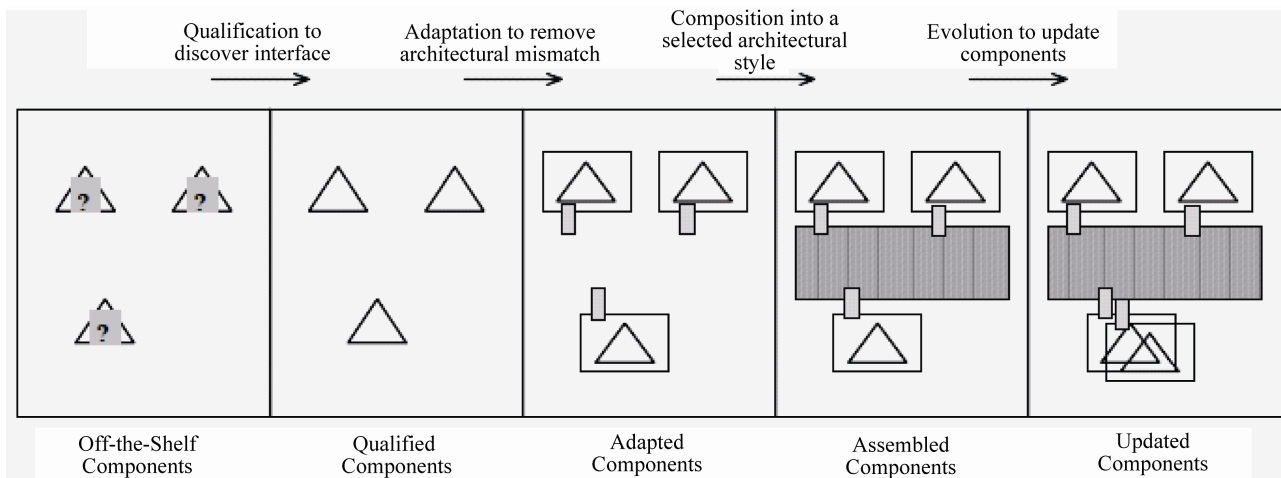 Qualification to
discover interface
Adaptation to remove
architectural mismatch
Composition into a
selected architectural
style
Evolution to update
components
?
?
?
Off-the-Shelf
Components
Qualified
Components
Adapted
Components
Assembled
Components
Updated
Components